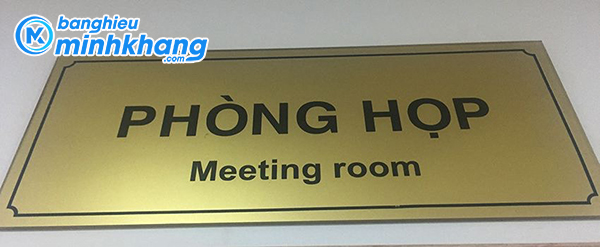 banghieu
minhkhang
.com
PHÒNG HỌP
Meeting room